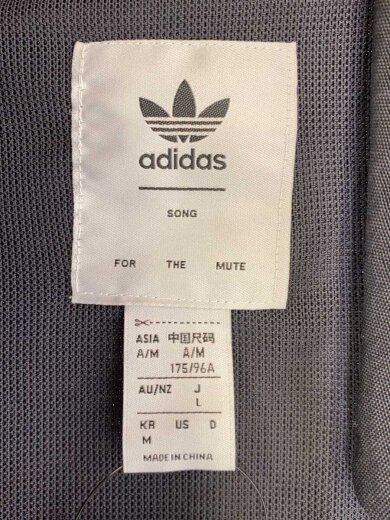 adidas
SONG
FOR THE MUTE
ASIA 中国尺码
A/M A/M
175/96A
AU/NZ J
L
KR US D
M
MADE IN CHINA